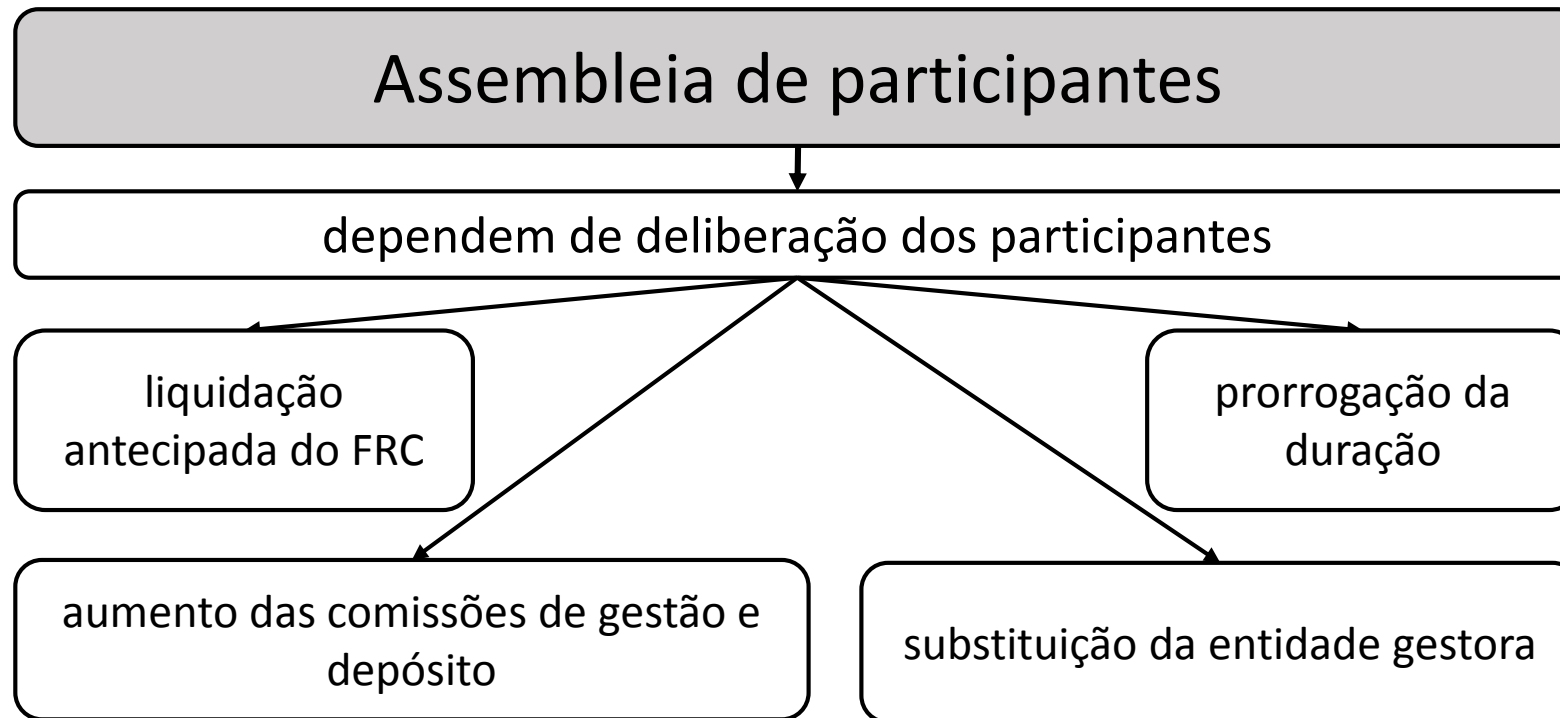 Assembleia de participantes
dependem de deliberação dos participantes
liquidação
antecipada do FRC
prorrogação da
duração
aumento das comissões de gestão e
depósito
substituição da entidade gestora